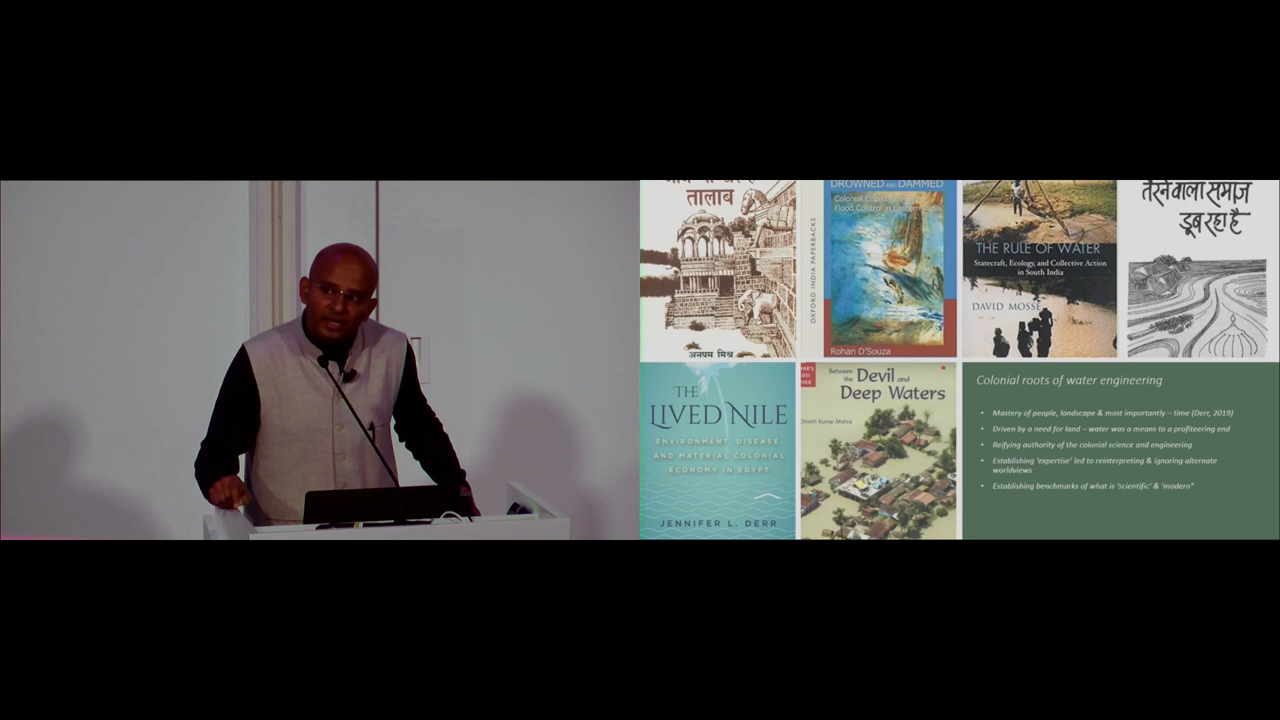 तालाब
अनुपम मिश्र
OXFORD INDIA PAPERBACKS
DROWNED AND DAMMED
Colonial Capitalism and
Flood Control in Eastern India
Rohan D'Souza
THE RULE OF WATER
Statecraft, Ecology, and Collective Action
in South India
DAVID MOSSE
तैरने वाला समाज
डूब रहा है
THE
LIVED NILE
ENVIRONMENT, DISEASE,
AND MATERIAL COLONIAL
ECONOMY IN EGYPT
JENNIFER L. DERR
Between
the Devil and
Deep Waters
Dinesh Kumar Mishra
Colonial roots of water engineering
• Mastery of people, landscape & most importantly – time (Derr, 2019)
• Driven by a need for land – water was a means to a profiteering end
• Reifying authority of the colonial science and engineering
• Establishing 'expertise' led to reinterpreting & ignoring alternate
worldviews
• Establishing benchmarks of what is 'scientific' & 'modern"